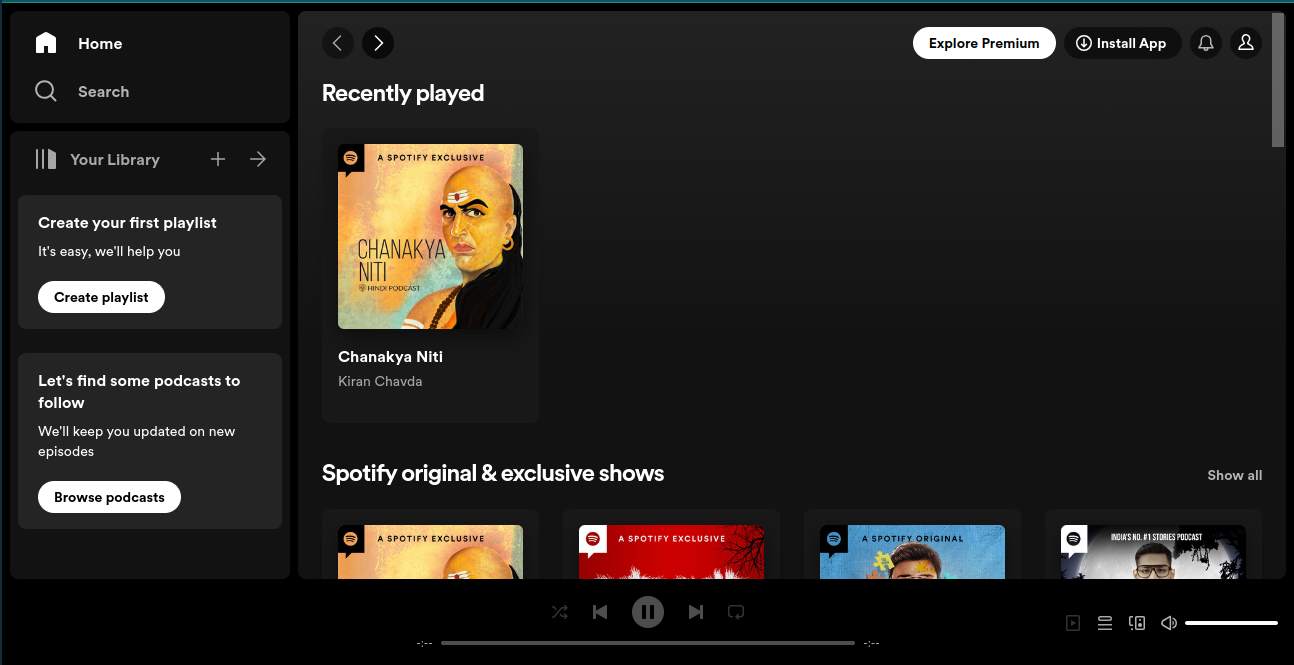 Home
Search
Your Library
Create your first playlist
It's easy, we'll help you
Create playlist
Let's find some podcasts to
follow
We'll keep you updated on new
episodes
Browse podcasts
Explore Premium
Install App
Recently played
A SPOTIFY EXCLUSIVE
CHANAKYA
NITI
HINDI PODCAST
Chanakya Niti
Kiran Chavda
Spotify original & exclusive shows
Show all
A SPOTIFY EXCLUSIVE
A SPOTIFY EXCLUSIVE
A SPOTIFY ORIGINAL
INDIA'S NO. #1 STORIES PODCAST
-:--
-:--